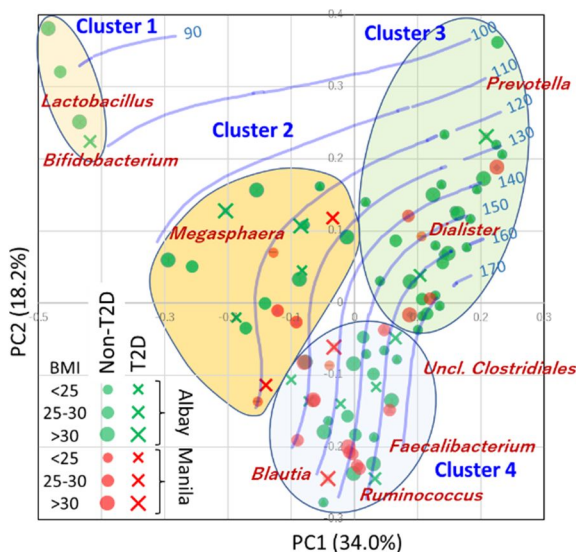 0.4
Cluster 1
Cluster 3
90
100
Prevotella
110
Lactobacillus
120
Cluster 2
130
Bifidobacterium
140
Megasphaera
Dialister
150
160
170
-0.5
-0.2
-0.1
0
0.1
0.2
0.3
PC2 (18.2%)
Non-T2D
T2D
BMI
<25
25-30
>30
Albay
<25
25-30
>30
Manila
Uncl. Clostridiales
Faecalibacterium
Blautia
Cluster 4
Ruminococcus
PC1 (34.0%)